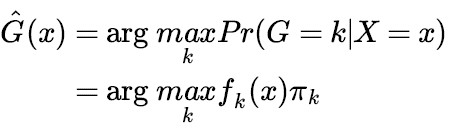 Ĝ(x) = arg max_k Pr(G = k|X = x)
= arg max_k f_k(x)π_k